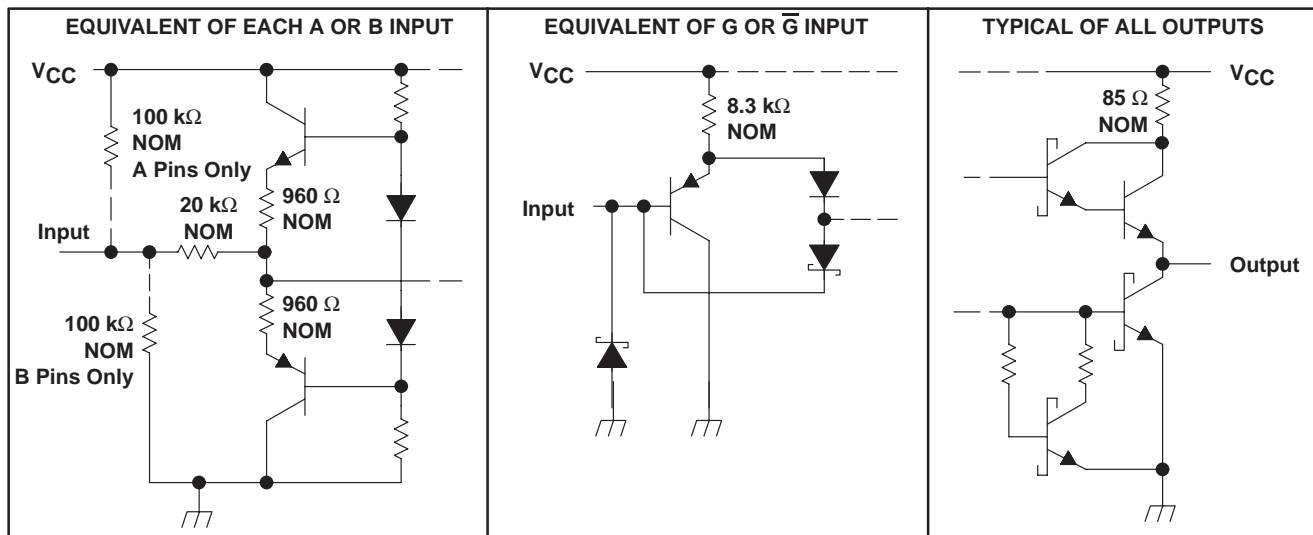 EQUIVALENT OF EACH A OR B INPUT
VCC
100 kΩ
NOM
A Pins Only
20 kΩ
NOM
960 Ω
NOM
Input
960 Ω
NOM
100 kΩ
NOM
B Pins Only
EQUIVALENT OF G OR G̅ INPUT
VCC
8.3 kΩ
NOM
Input
TYPICAL OF ALL OUTPUTS
VCC
85 Ω
NOM
Output